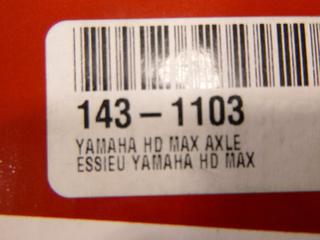 143-1103
YAMAHA HD MAX AXLE
ESSIEU YAMAHA HD MAX